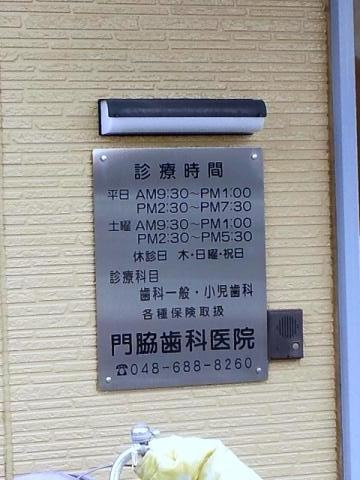 診療時間
平日 AM9:30～PM1:00
PM2:30～PM7:30
土曜 AM9:30～PM1:00
PM2:30～PM5:30
休診日 木・日曜・祝日
診療科目
歯科一般・小児歯科
各種保険取扱
門脇歯科医院
☎048-688-8260